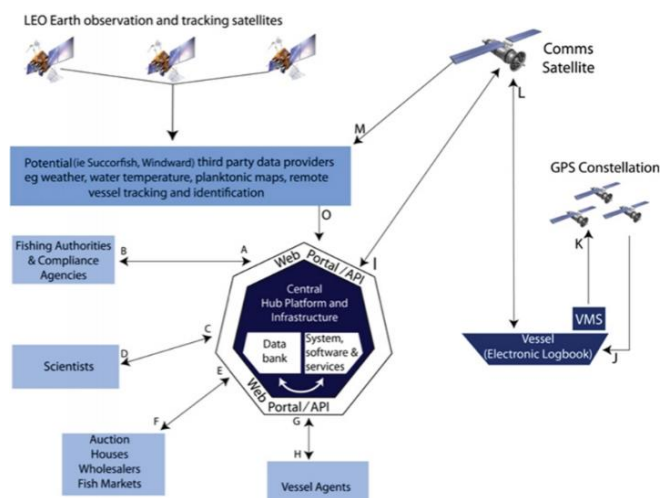 LEO Earth observation and tracking satellites
Comms
Satellite
M
L
Potential (ie Succorfish, Windward) third party data providers
eg weather, water temperature, planktonic maps, remote
vessel tracking and identification
GPS Constellation
O
K
B
A
I
Fishing Authorities
& Compliance
Agencies
Web Portal/API
Central
Hub Platform and
Infrastructure
VMS
Vessel
(Electronic Logbook)
J
C
Data
bank
System,
software &
services
D
Scientists
E
Web
Portal/API
F
G
Auction
Houses
Wholesalers
Fish Markets
H
Vessel Agents